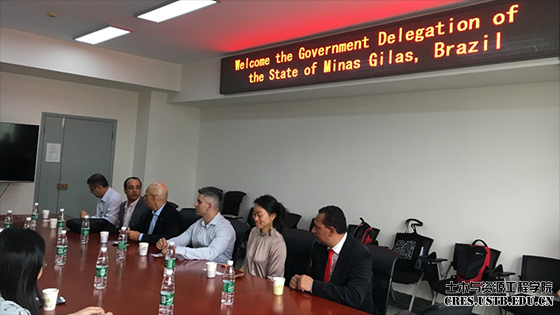 Welcome the Government Delegation of
the State of Minas Gilas, Brazil
土木与资源工程学院
CRES.USTB.EDU.CN